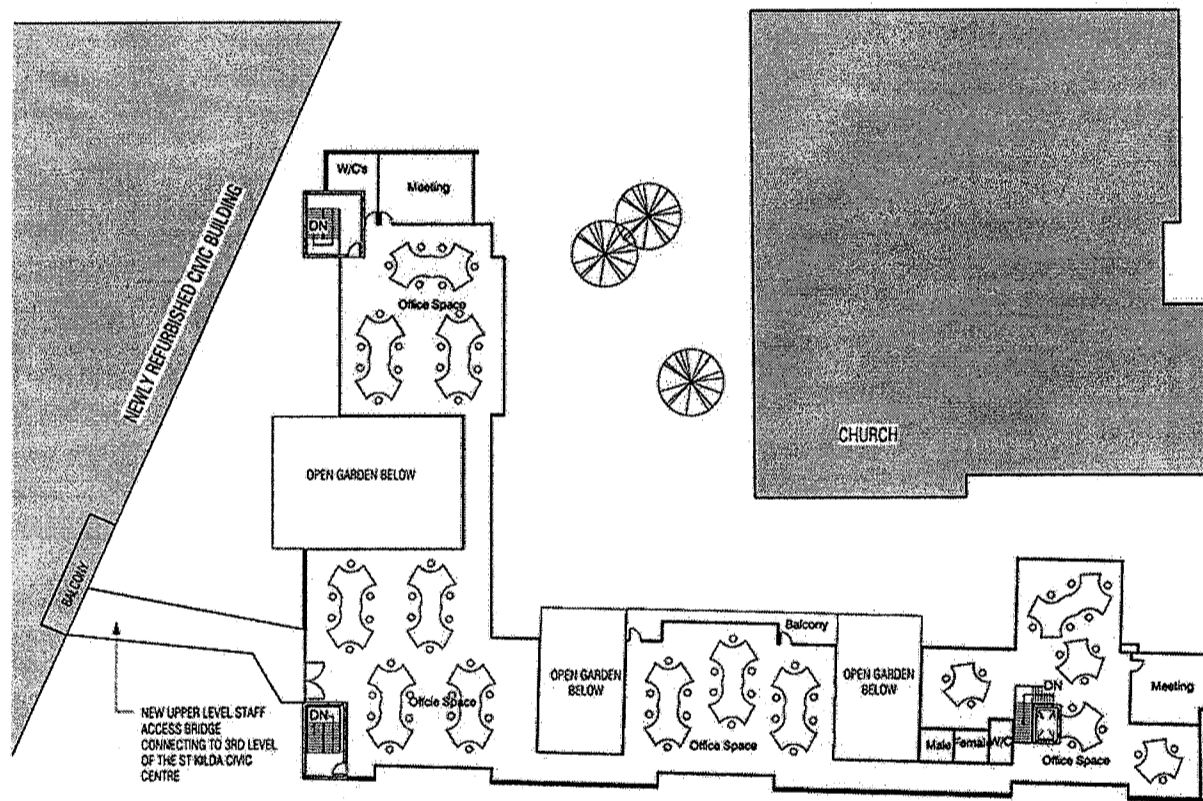 W/C's
Meeting
DN
NEWLY REFURBISHED CIVIC BUILDING
Office Space
CHURCH
OPEN GARDEN BELOW
BALCONY
Balcony
OPEN GARDEN
BELOW
OPEN GARDEN
BELOW
DN
Meeting
Offcie Space
DN
NEW UPPER LEVEL STAFF
ACCESS BRIDGE
CONNECTING TO 3RD LEVEL
OF THE ST KILDA CIVIC
CENTRE
Office Space
Male
Female
W/C
Office Space